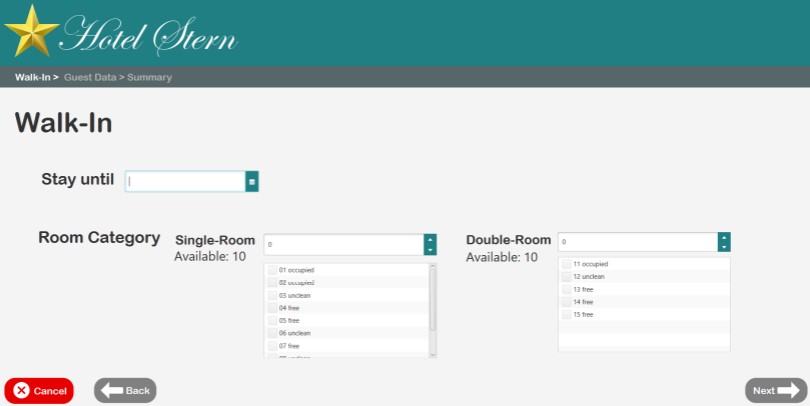 Hotel Stern
Walk-In > Guest Data > Summary
Walk-In
Stay until
Room Category
Single-Room 0
Available: 10
01 occupied
02 occupied
03 unclean
04 free
05 free
06 unclean
07 free
Double-Room 0
Available: 10
11 occupied
12 unclean
13 free
14 free
15 free
Cancel
Back
Next